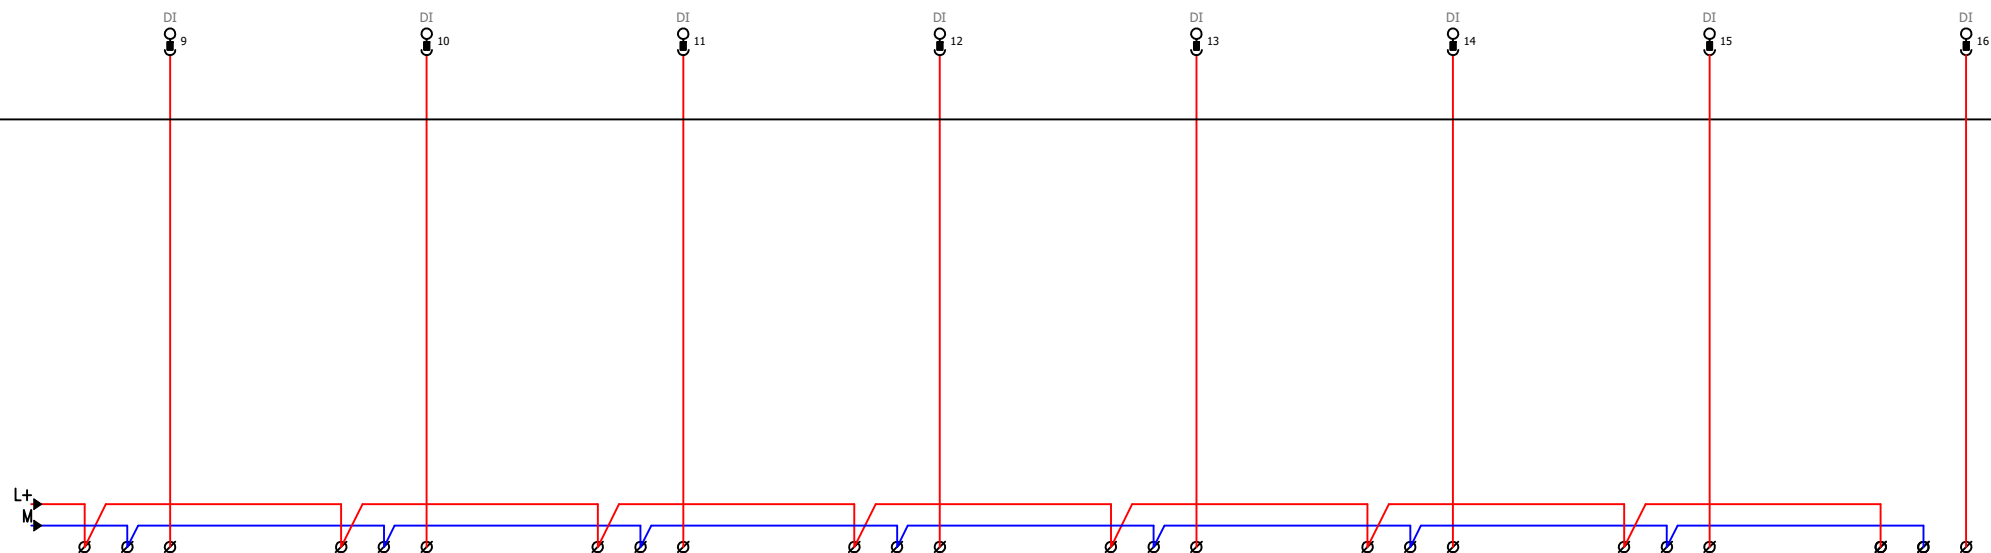 DI DI DI DI DI DI DI DI
9 10 11 12 13 14 15 16
L+
M